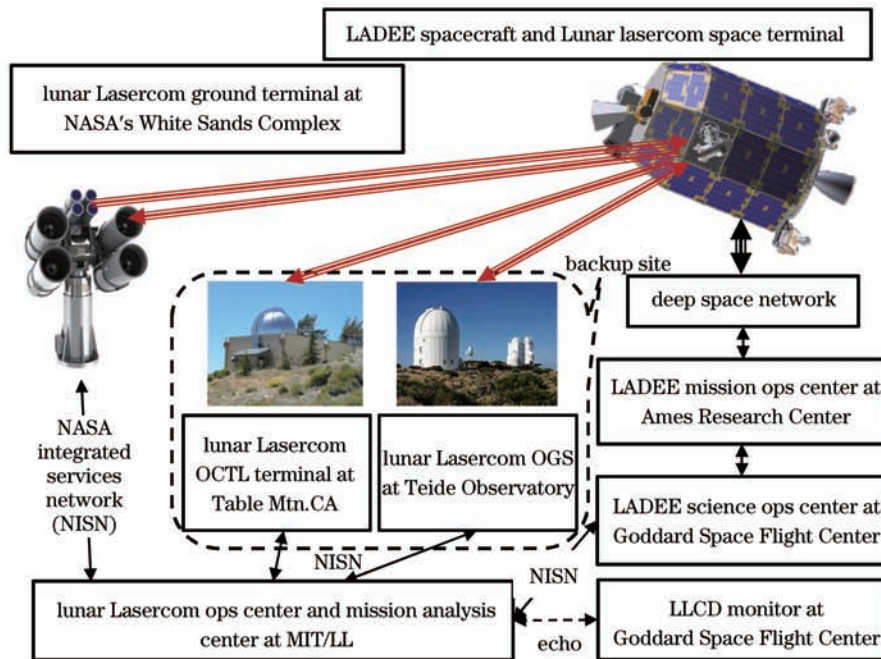 LADEE spacecraft and Lunar lasercom space terminal
lunar Lasercom ground terminal at
NASA's White Sands Complex
backup site
deep space network
LADEE mission ops center at
Ames Research Center
NASA
integrated
services
network
(NISN)
lunar Lasercom
OCTL terminal at
Table Mtn.CA
lunar Lasercom OGS
at Teide Observatory
LADEE science ops center at
Goddard Space Flight Center
NISN
NISN
lunar Lasercom ops center and mission analysis
center at MIT/LL
echo
LLCD monitor at
Goddard Space Flight Center